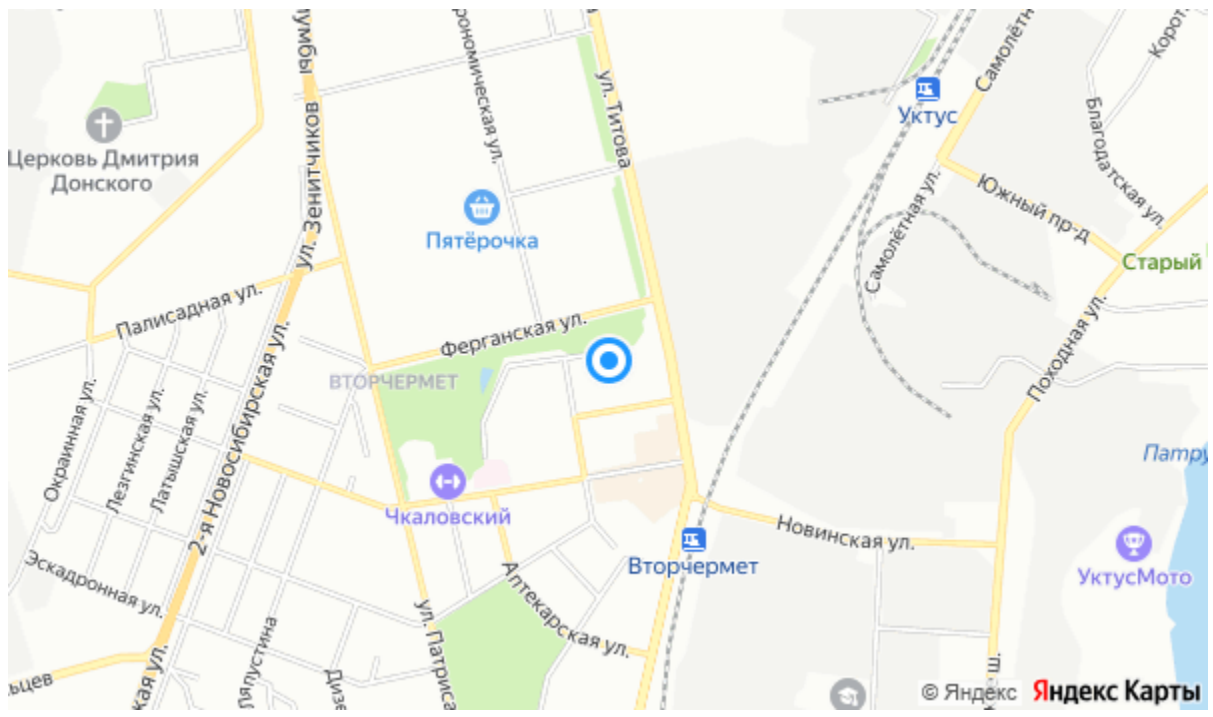 ул. Титова
ул. Зенитчиков
Самолётная
Уктус
Благодатская ул.
Церковь Дмитрия
Донского
Пятёрочка
Южный пр-д
Самолётная ул.
Старый
Палисадная ул.
Ферганская ул.
ВТОРЧЕРМЕТ
Походная ул.
Окраинная ул.
Лезгинская ул.
Латышская ул.
2-я Новосибирская ул.
Чкаловский
Новинская ул.
Вторчермет
УктусМото
Эскадронная ул.
Аптекарская ул.
ул. Патриса
Ляпустина
© Яндекс Яндекс Карты